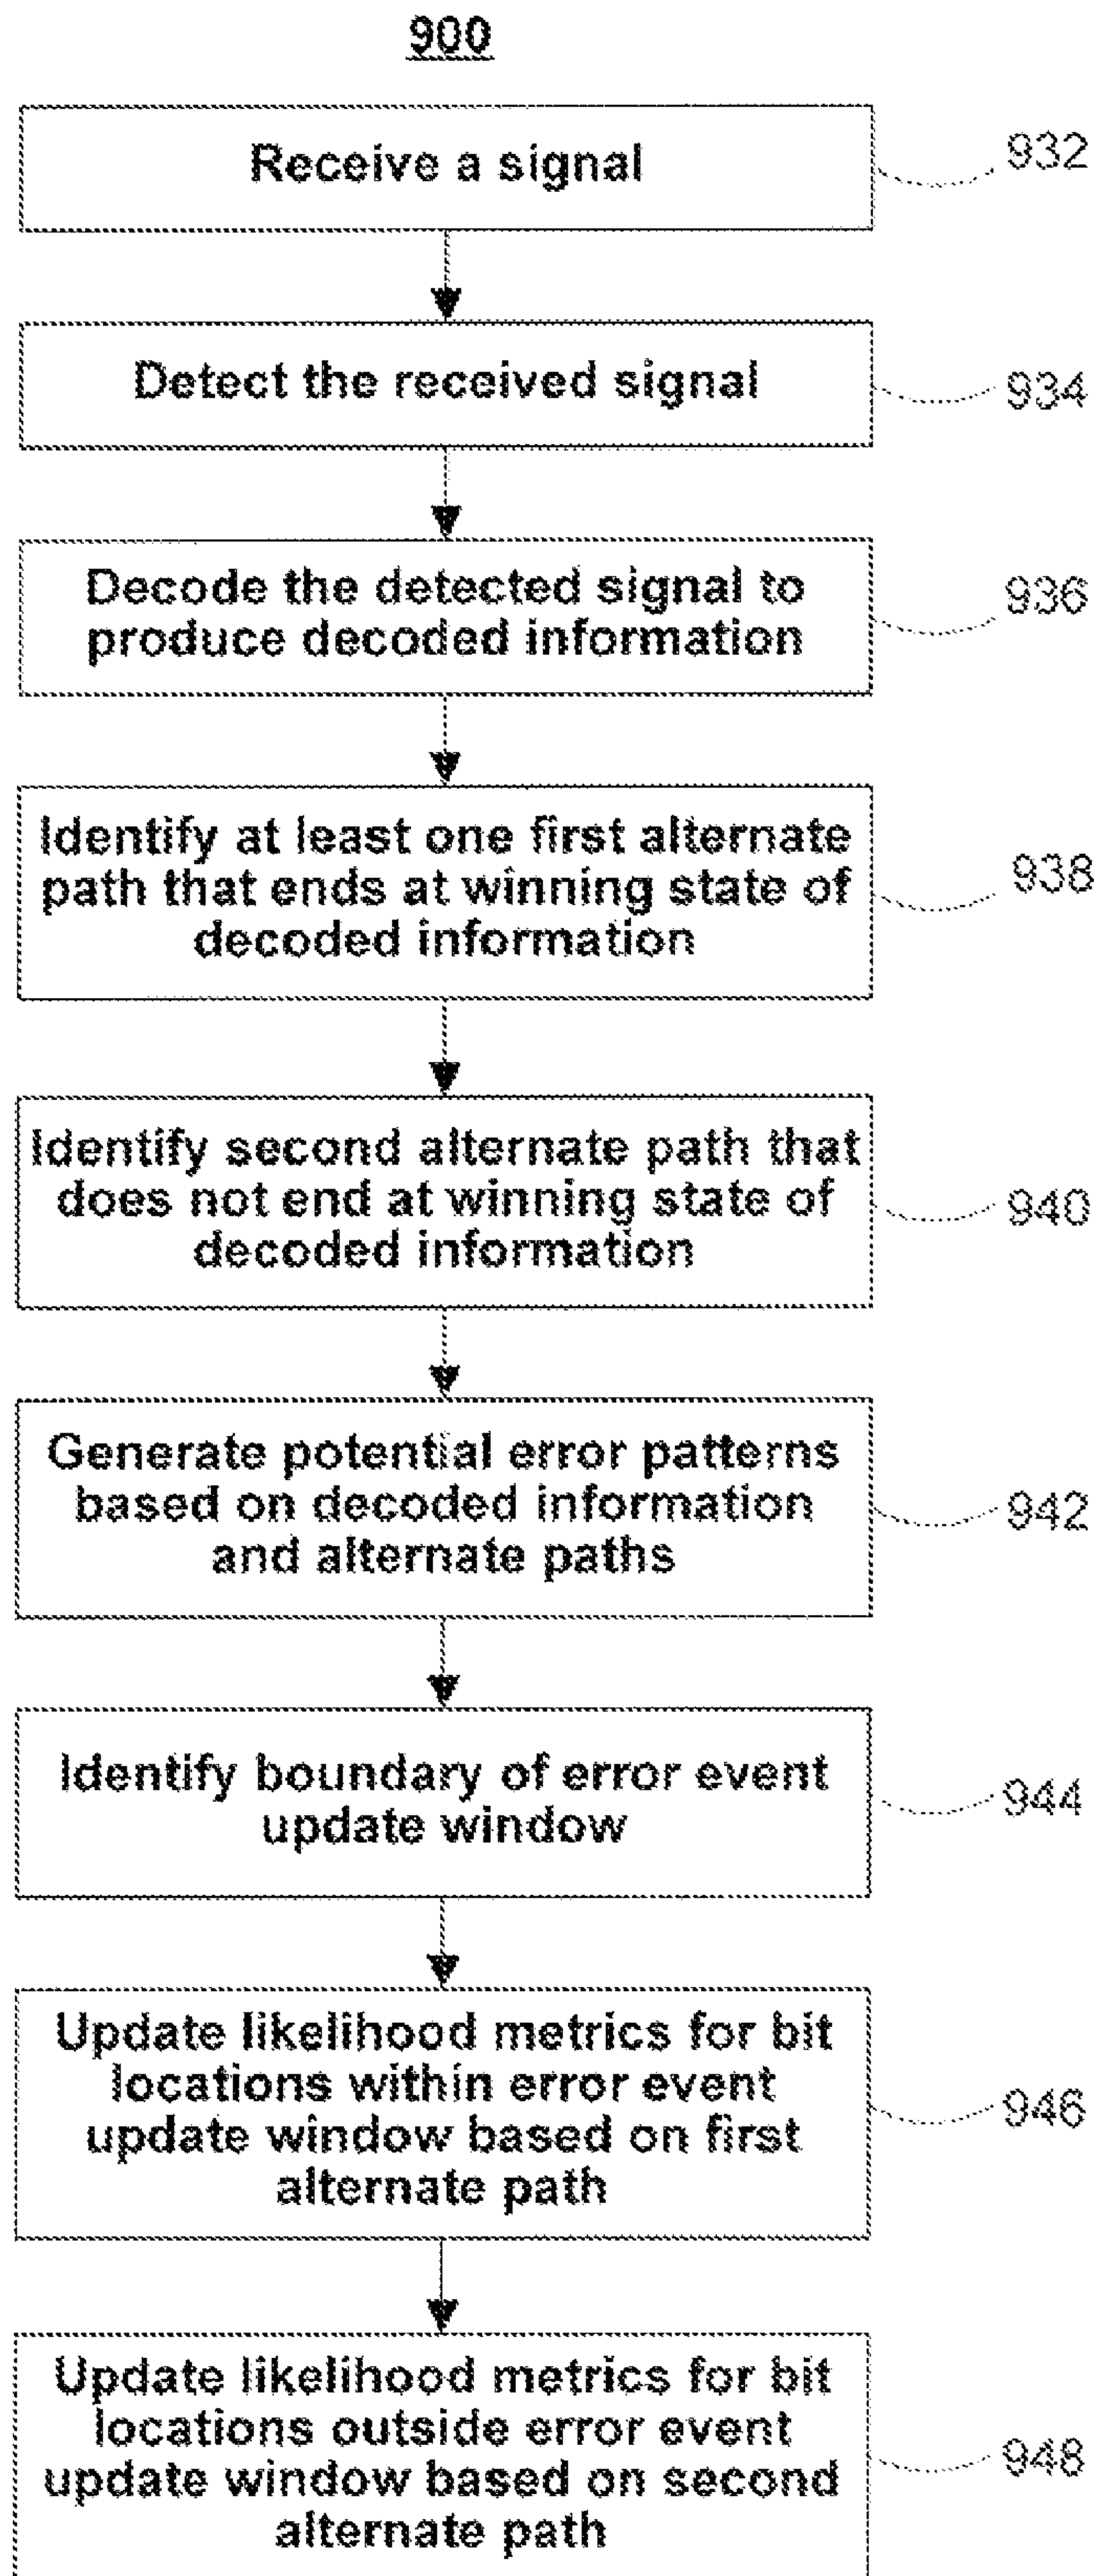 900
Receive a signal
932
Detect the received signal
934
Decode the detected signal to
produce decoded information
936
Identify at least one first alternate
path that ends at winning state of
decoded information
938
Identify second alternate path that
does not end at winning state of
decoded information
940
Generate potential error patterns
based on decoded information
and alternate paths
942
Identify boundary of error event
update window
944
Update likelihood metrics for bit
locations within error event
update window based on first
alternate path
946
Update likelihood metrics for bit
locations outside error event
update window based on second
alternate path
948